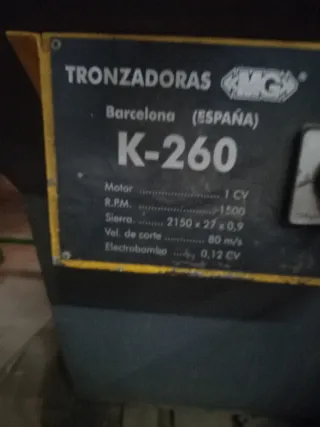 TRONZADORAS MG®
Barcelona (ESPAÑA)
K-260
Motor .................. 1 CV
R.P.M. .................. 1500
Sierra........ 2150 x 27 x 0,9
Vel. de corte .......... 80 m/s
Electrobomba .... 0,12 CV